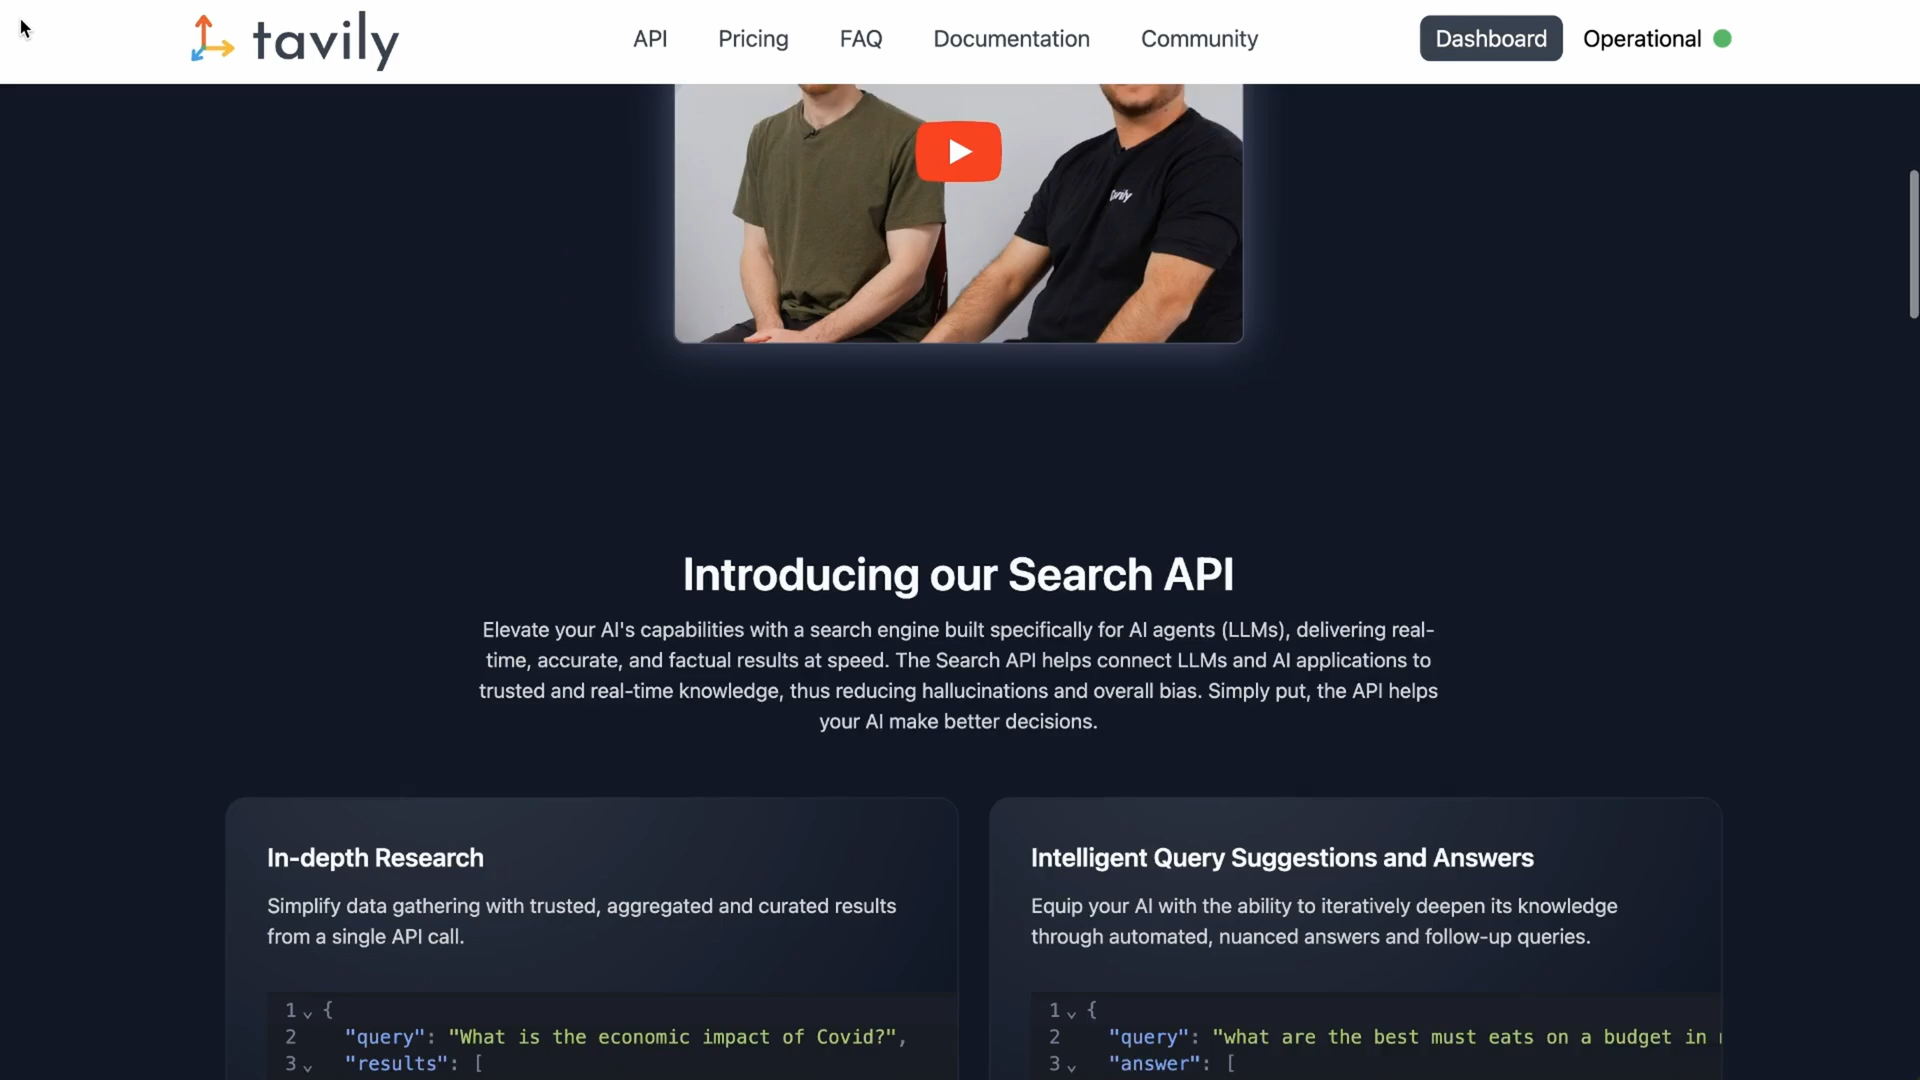 tavily
API
Pricing
FAQ
Documentation
Community
Dashboard
Operational
Introducing our Search API
Elevate your AI's capabilities with a search engine built specifically for AI agents (LLMs), delivering real-
time, accurate, and factual results at speed. The Search API helps connect LLMs and AI applications to
trusted and real-time knowledge, thus reducing hallucinations and overall bias. Simply put, the API helps
your AI make better decisions.
In-depth Research
Simplify data gathering with trusted, aggregated and curated results
from a single API call.
1 {
2 "query": "What is the economic impact of Covid?",
3 "results": [
Intelligent Query Suggestions and Answers
Equip your AI with the ability to iteratively deepen its knowledge
through automated, nuanced answers and follow-up queries.
1 {
2 "query": "what are the best must eats on a budget in
3 "answer": [